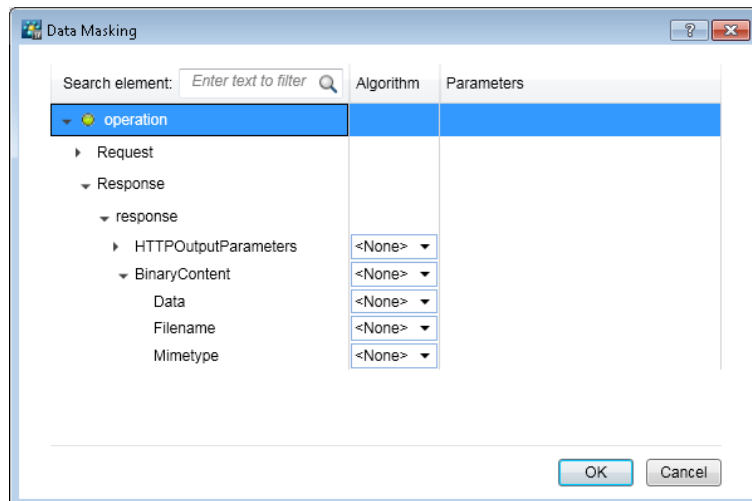 Data Masking
Search element: Enter text to filter Algorithm Parameters
operation
Request
Response
response
HTTPOutputParameters <None>
BinaryContent <None>
Data <None>
Filename <None>
Mimetype <None>
OK Cancel